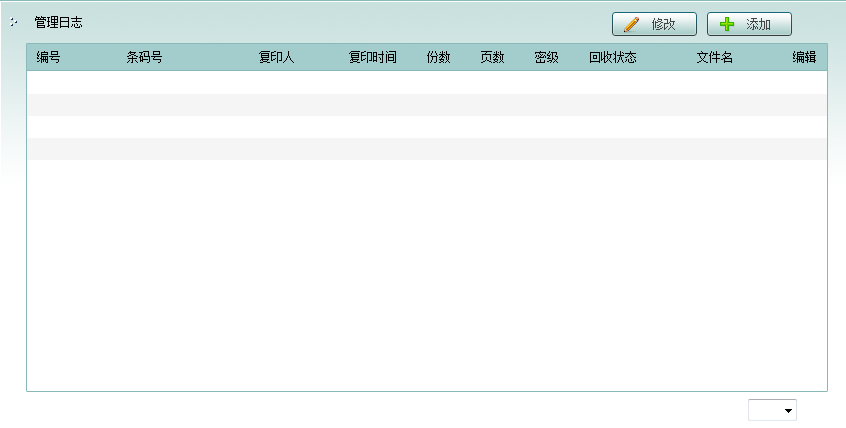 管理日志 修改 添加
编号 条码号 复印人 复印时间 份数 页数 密级 回收状态 文件名 编辑